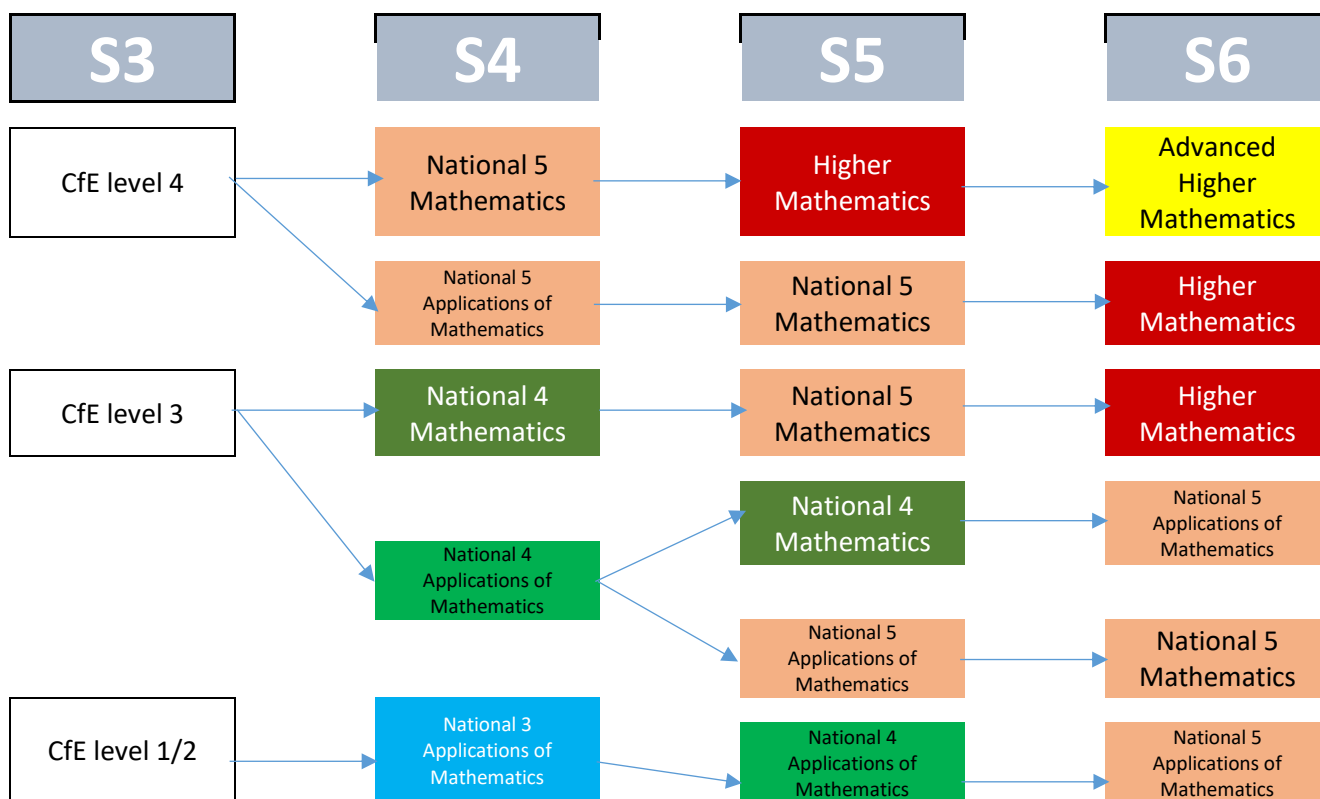 S3
S4
S5
S6
CfE level 4
National 5
Mathematics
Higher
Mathematics
Advanced
Higher
Mathematics
National 5
Applications of
Mathematics
National 5
Mathematics
Higher
Mathematics
CfE level 3
National 4
Mathematics
National 5
Mathematics
Higher
Mathematics
National 4
Applications of
Mathematics
National 4
Mathematics
National 5
Applications of
Mathematics
National 5
Applications of
Mathematics
National 5
Mathematics
CfE level 1/2
National 3
Applications of
Mathematics
National 4
Applications of
Mathematics
National 5
Applications of
Mathematics